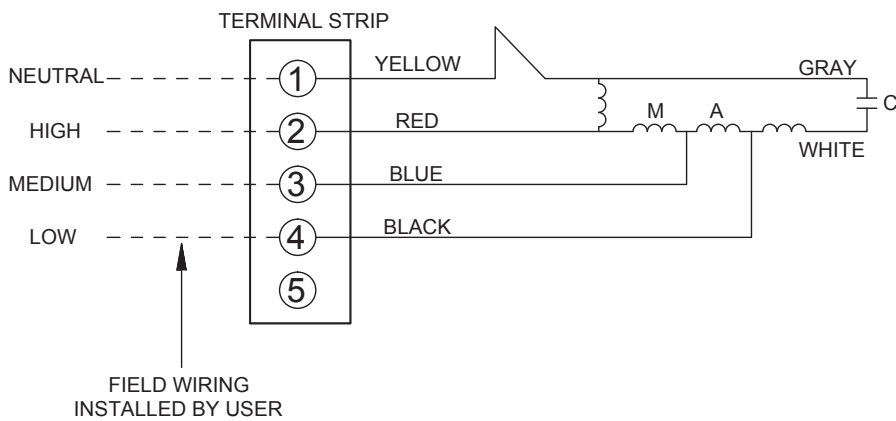 TERMINAL STRIP
NEUTRAL 1 YELLOW GRAY
C
HIGH 2 RED M A
WHITE
MEDIUM 3 BLUE
LOW 4 BLACK
5
FIELD WIRING
INSTALLED BY USER